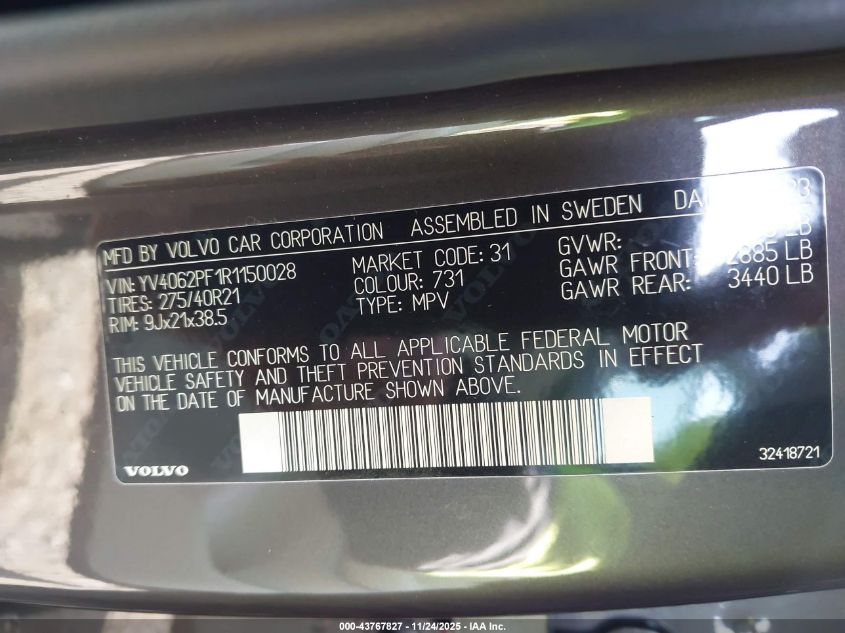 MFD BY VOLVO CAR CORPORATION ASSEMBLED IN SWEDEN
VIN: YV4062PF1R1150028 MARKET CODE: 31 GVWR: LB
TIRES: 275/40R21 COLOUR: 731 GAWR FRONT: 2885 LB
RIM: 9Jx21x38.5 TYPE: MPV GAWR REAR: 3440 LB
THIS VEHICLE CONFORMS TO ALL APPLICABLE FEDERAL MOTOR
VEHICLE SAFETY AND THEFT PREVENTION STANDARDS IN EFFECT
ON THE DATE OF MANUFACTURE SHOWN ABOVE.
VOLVO 32418721
000-43767827 - 11/24/2025 - IAA Inc.